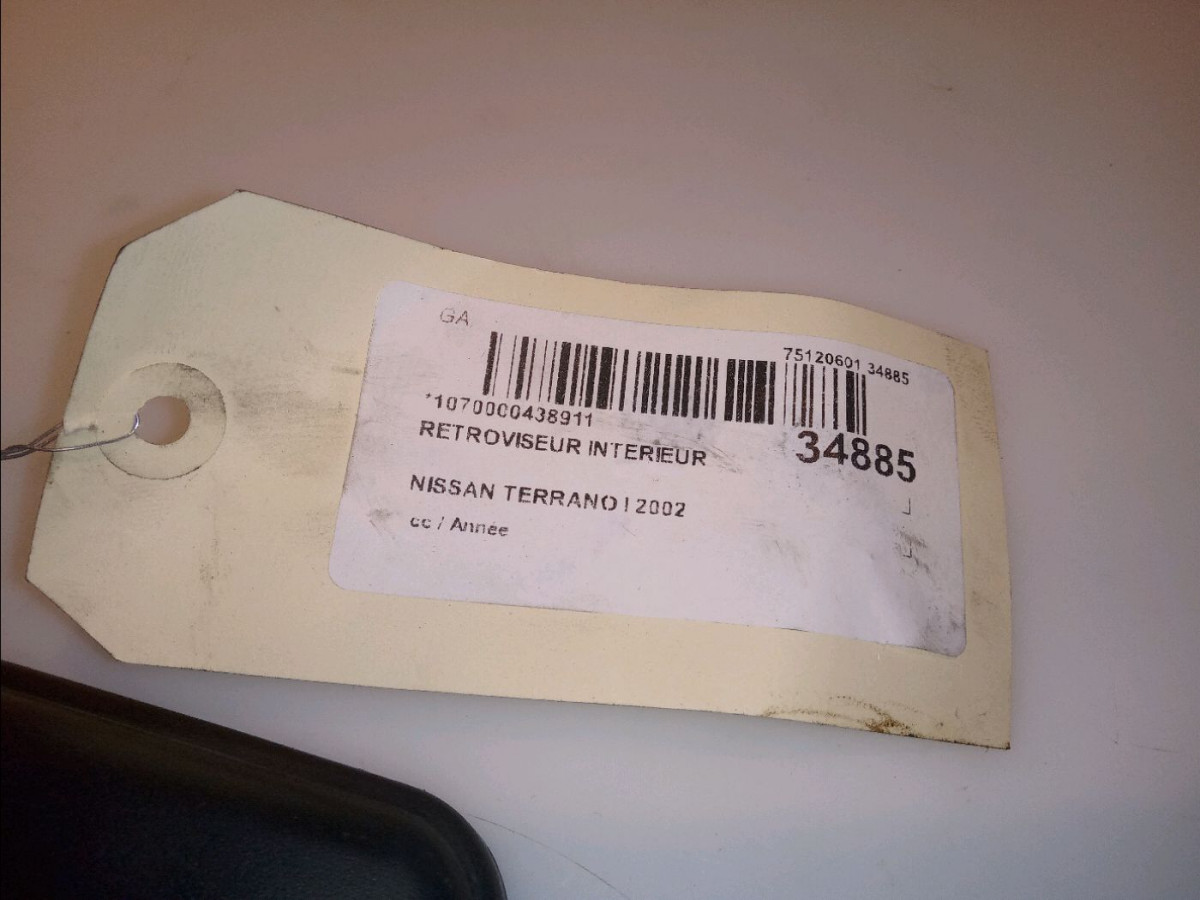 GA
75120601 34885
*1070000438911
34885
RETROVISEUR INTERIEUR
NISSAN TERRANO I 2002
cc / Année